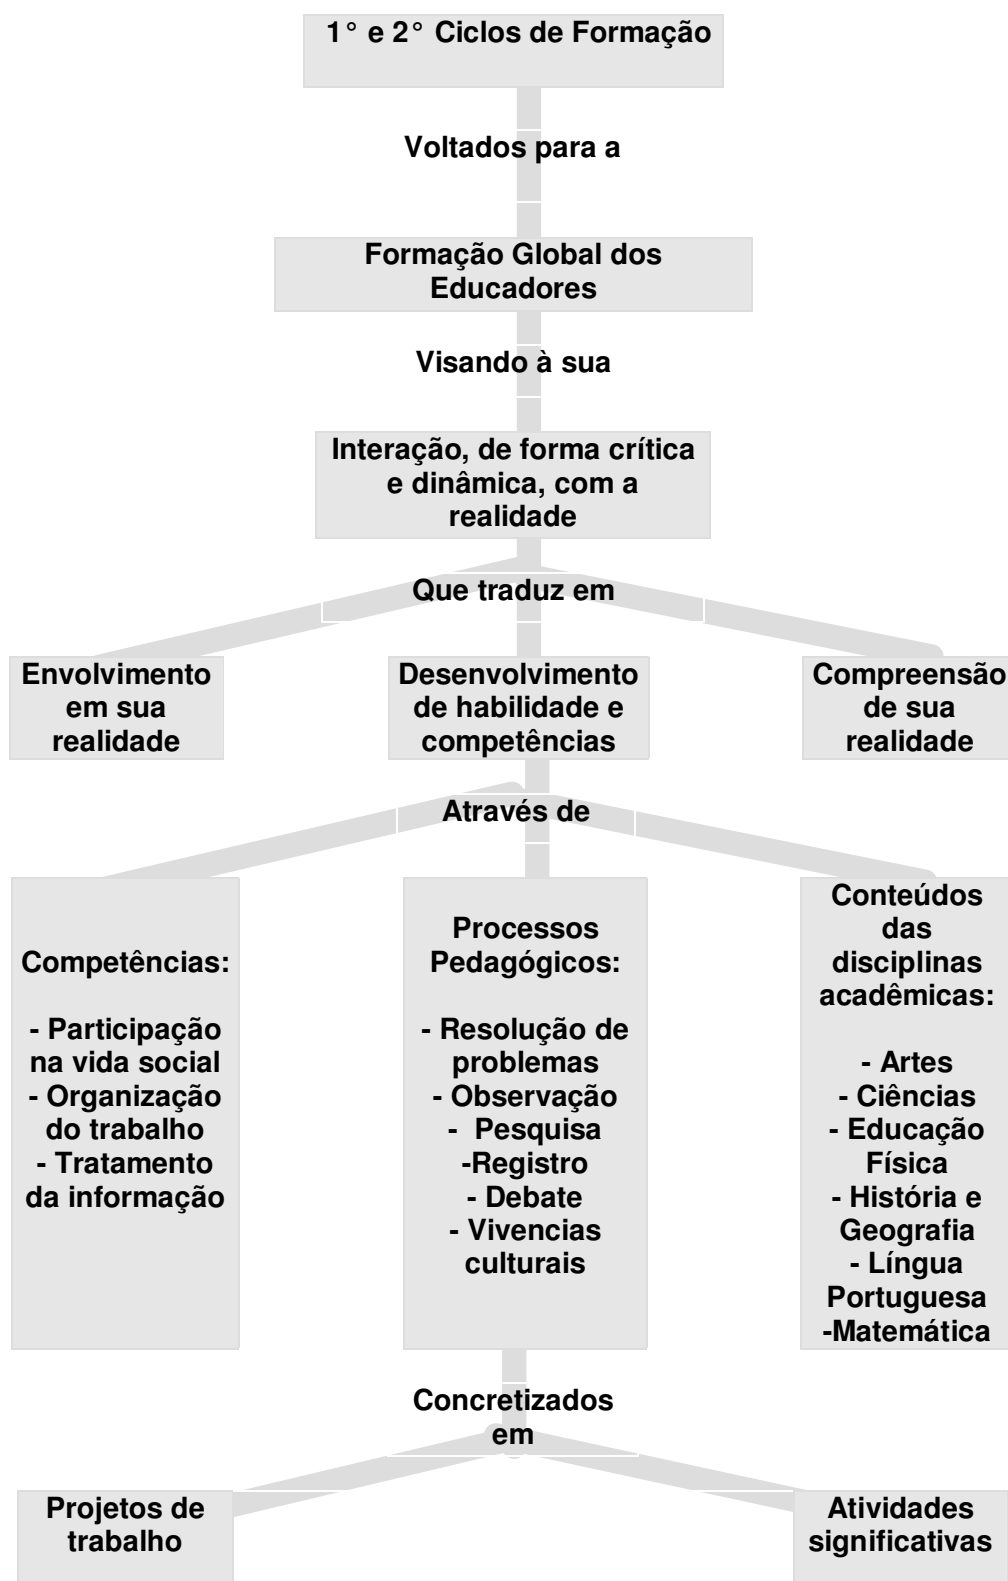 1° e 2° Ciclos de Formação
Voltados para a
Formação Global dos
Educadores
Visando à sua
Interação, de forma crítica
e dinâmica, com a
realidade
Que traduz em
Envolvimento
em sua
realidade
Desenvolvimento
de habilidade e
competências
Compreensão
de sua
realidade
Através de
Competências:
- Participação
na vida social
- Organização
do trabalho
- Tratamento
da informação
Processos
Pedagógicos:
- Resolução de
problemas
- Observação
- Pesquisa
-Registro
- Debate
- Vivencias
culturais
Conteúdos
das
disciplinas
acadêmicas:
- Artes
- Ciências
- Educação
Física
- História e
Geografia
- Língua
Portuguesa
-Matemática
Concretizados
em
Projetos de
trabalho
Atividades
significativas